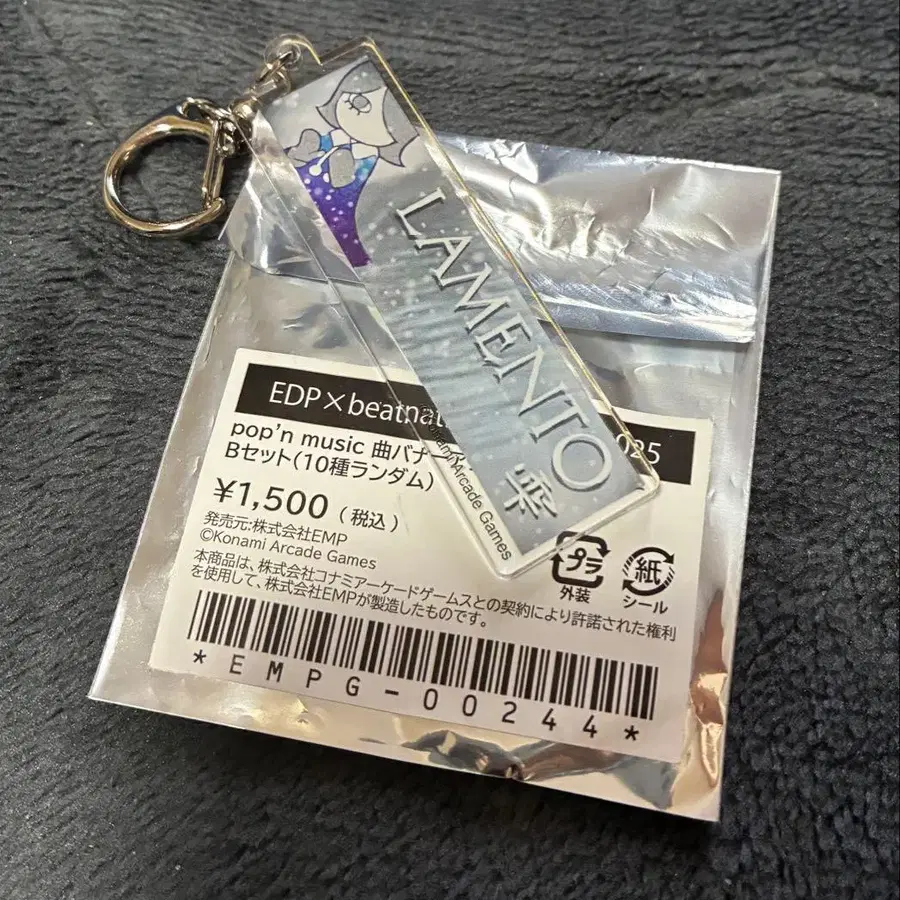 LAMENTO
雫
Konami Arcade Games
EDP×beatnat
025
pop'n music 曲バナー
Bセット(10種ランダム)
¥1,500 (税込)
発売元:株式会社EMP
©Konami Arcade Games
本商品は、株式会社コナミアーケードゲームスとの契約により許諾された権利
を使用して、株式会社EMPが製造したものです。
プラ
外装
紙
シール
*EMPG-00244*